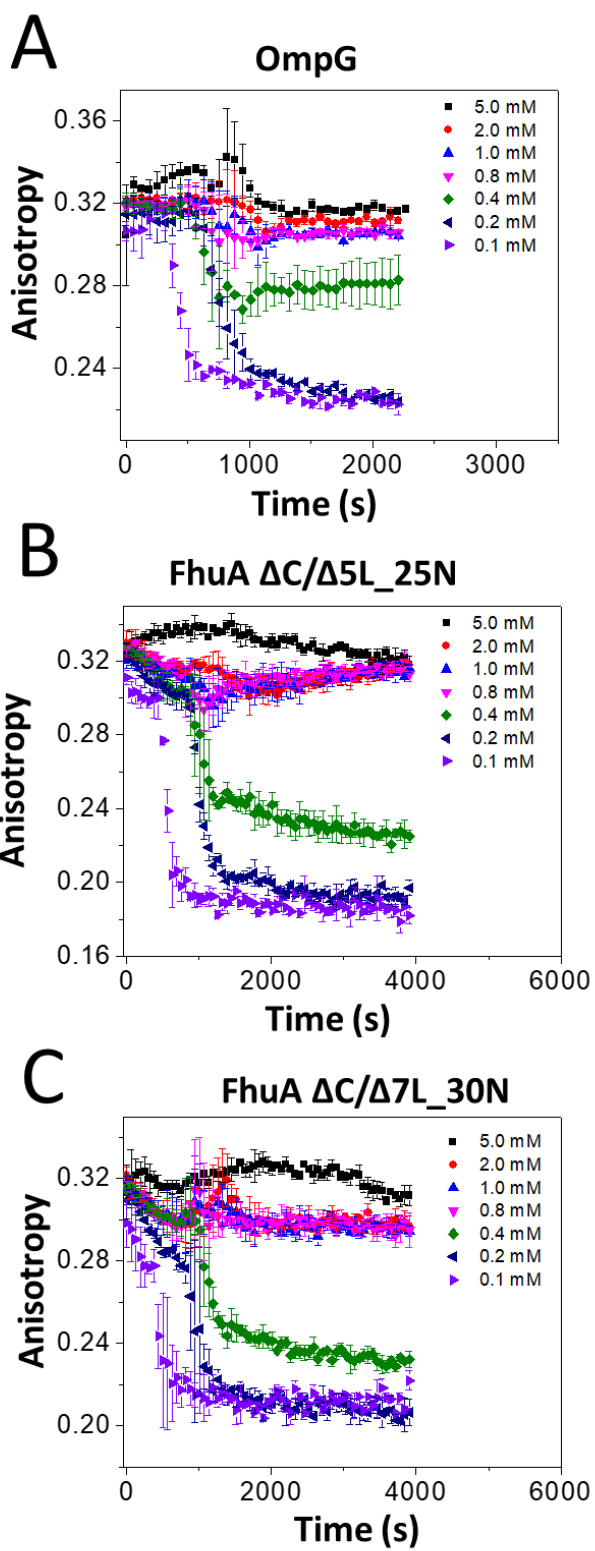 A
OmpG
5.0 mM
2.0 mM
1.0 mM
0.8 mM
0.4 mM
0.2 mM
0.1 mM
0.36
0.32
0.28
0.24
Anisotropy
0 1000 2000 3000
Time (s)
B
FhuA ΔC/Δ5L_25N
5.0 mM
2.0 mM
1.0 mM
0.8 mM
0.4 mM
0.2 mM
0.1 mM
0.32
0.28
0.24
0.20
0.16
Anisotropy
0 2000 4000 6000
Time (s)
C
FhuA ΔC/Δ7L_30N
5.0 mM
2.0 mM
1.0 mM
0.8 mM
0.4 mM
0.2 mM
0.1 mM
0.32
0.28
0.24
0.20
Anisotropy
0 2000 4000 6000
Time (s)